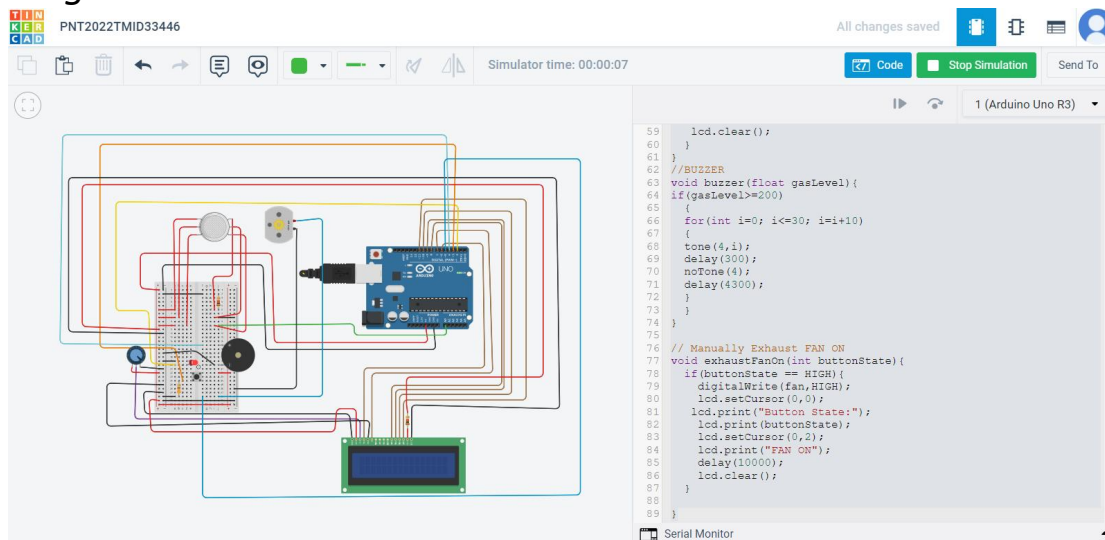 TIN
KER
CAD
PNT2022TMID33446
All changes saved
Simulator time: 00:00:07
Code
Stop Simulation
Send To
1 (Arduino Uno R3)
59 lcd.clear();
60 }
61 }
62 //BUZZER
63 void buzzer(float gasLevel){
64 if(gasLevel>=200)
65 {
66 for(int i=0; i<=30; i=i+10)
67 {
68 tone(4,i);
69 delay(300);
70 noTone(4);
71 delay(4300);
72 }
73 }
74 }
75
76 // Manually Exhaust FAN ON
77 void exhaustFanOn(int buttonState){
78 if(buttonState == HIGH){
79 digitalWrite(fan,HIGH);
80 lcd.setCursor(0,0);
81 lcd.print("Button State:");
82 lcd.print(buttonState);
83 lcd.setCursor(0,2);
84 lcd.print("FAN ON");
85 delay(10000);
86 lcd.clear();
87 }
88
89 }
UNO
ARDUINO
Serial Monitor